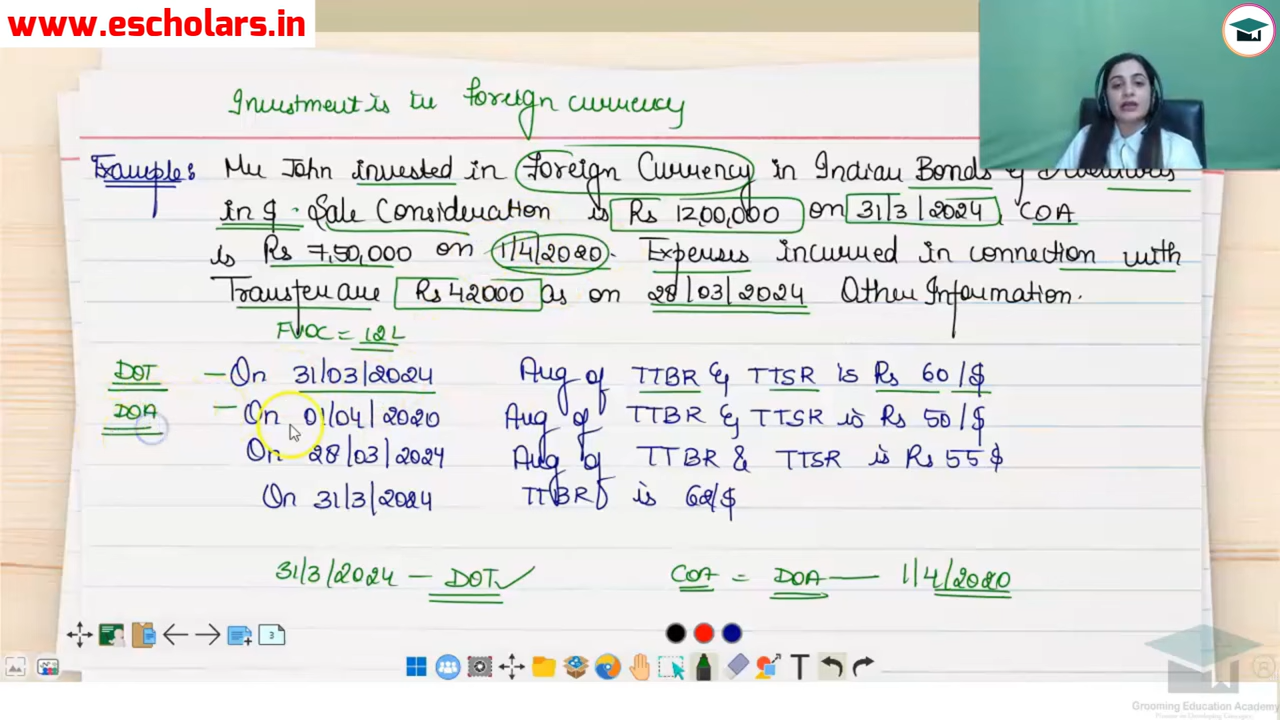 www.escholars.in
Investment is in foreign currency
Example: Mr John invested in Foreign Currency in Indian Bonds &
in $. Sale Consideration is Rs 1200,000 on 31/3/2024, COA
is Rs 7,50,000 on 1/4/2020. Expenses incurred in connection with
Transfer are Rs 42000 as on 28/03/2024 Other Information.
FVOC = 12L
DOT - On 31/03/2024 Avg of TTBR & TTSR is Rs 60/$
DOA - On 01/04/2020 Avg of TTBR & TTSR is Rs 50/$
On 28/03/2024 Avg of TTBR & TTSR is Rs 55$
On 31/3/2024 TTBR is 62/$
31/3/2024 - DOT✓ COA = DOA — 1/4/2020
3
Grooming Education Academy